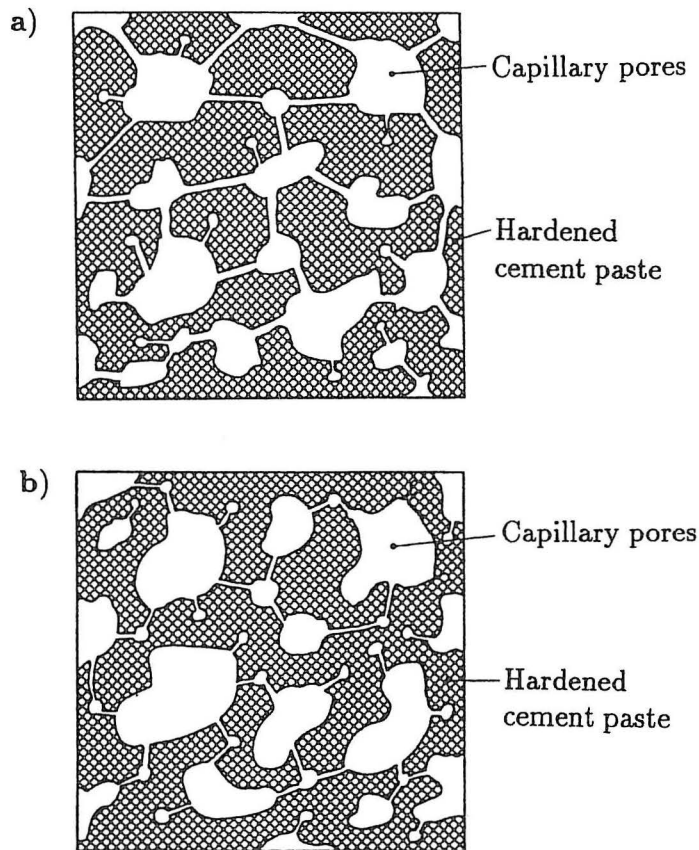 a)
Capillary pores
Hardened
cement paste
b)
Capillary pores
Hardened
cement paste